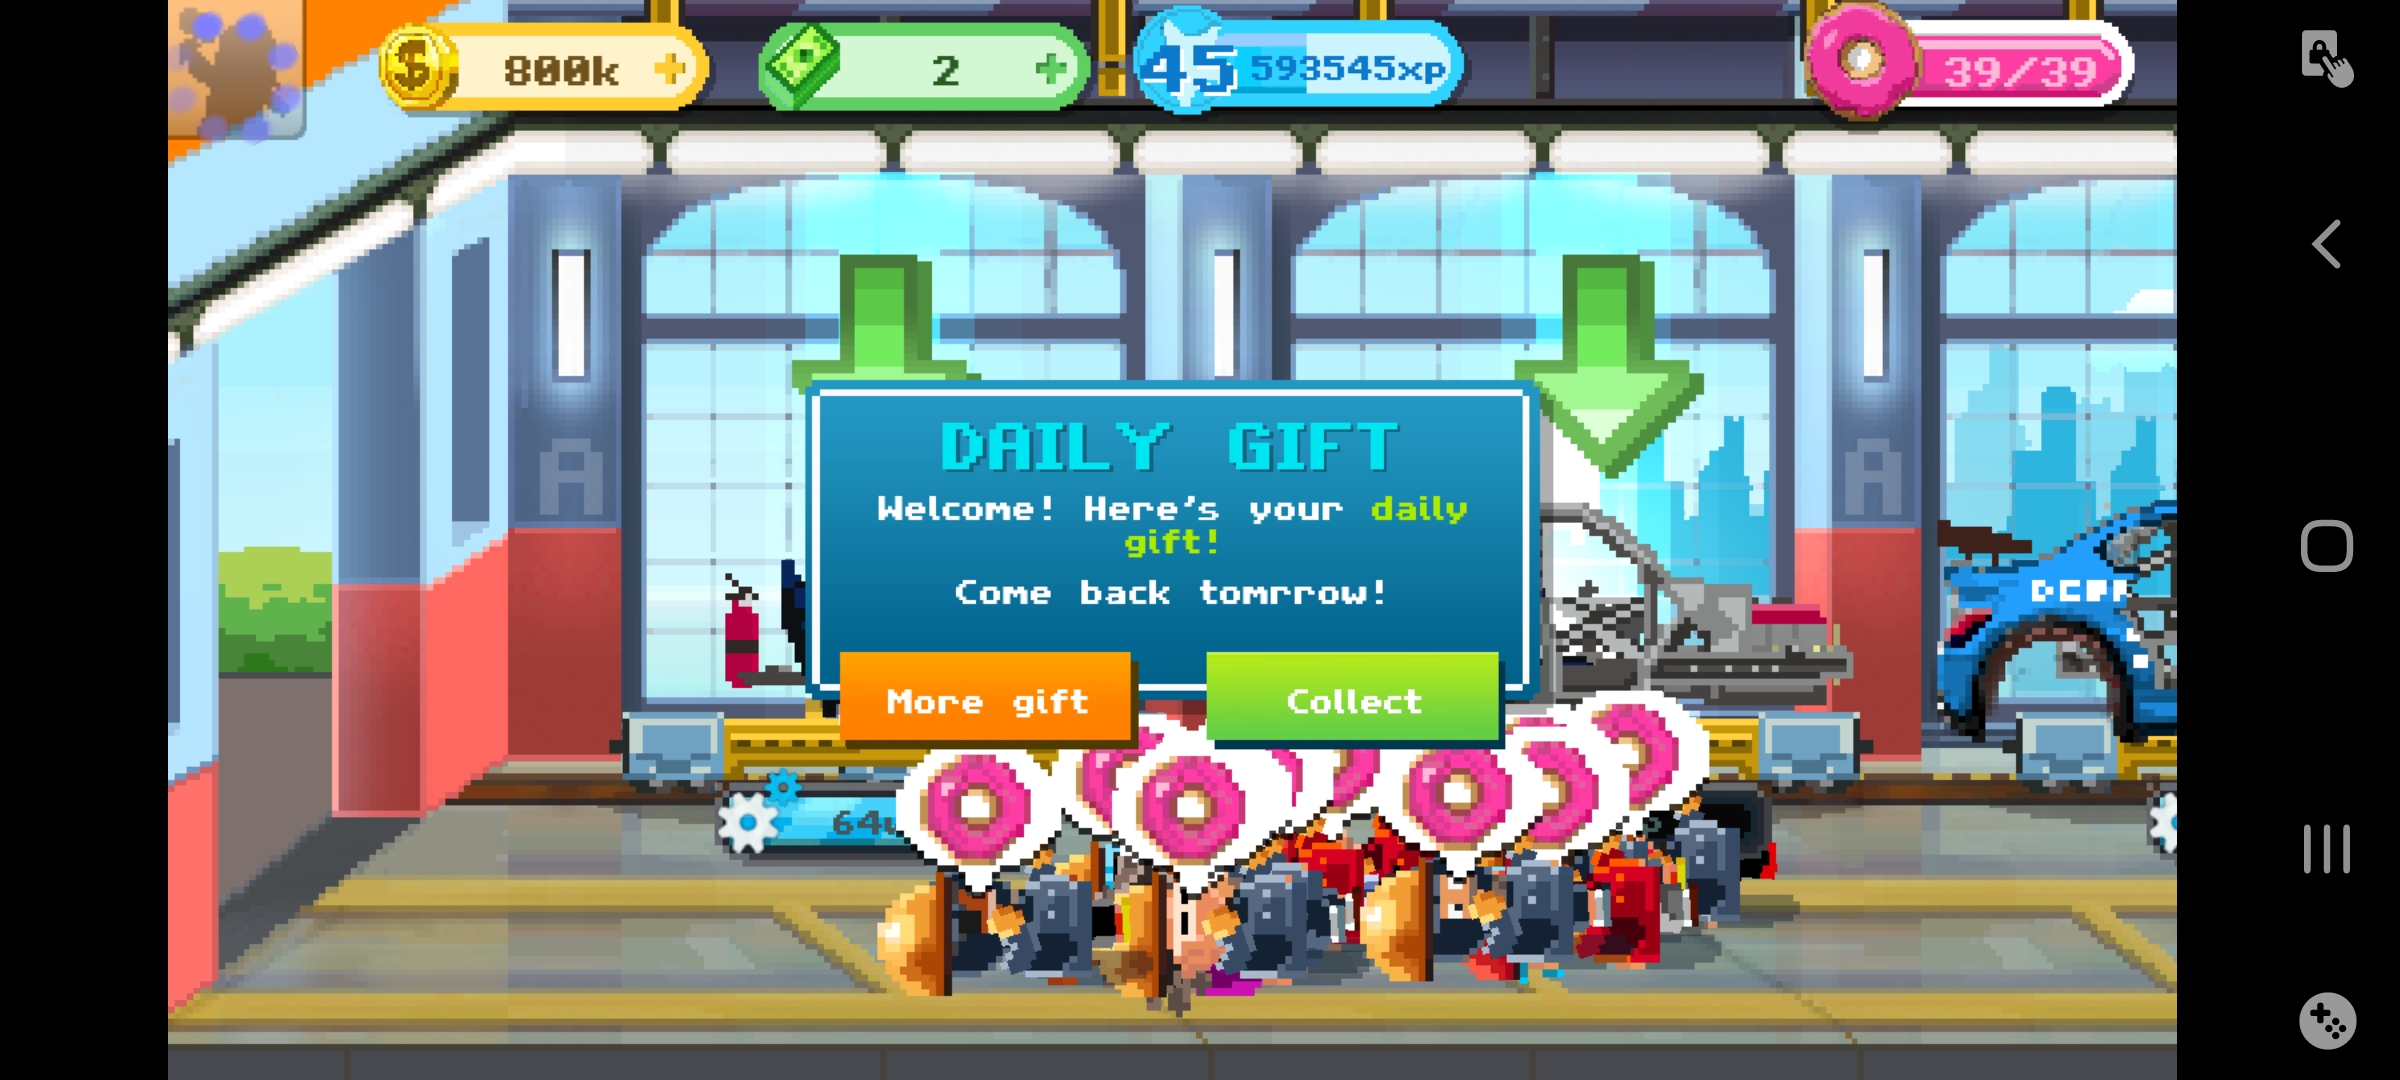 800k
2
45 593545xp
39/39
A
A
DAILY GIFT
Welcome! Here's your daily
gift!
Come back tomrrow!
More gift
Collect